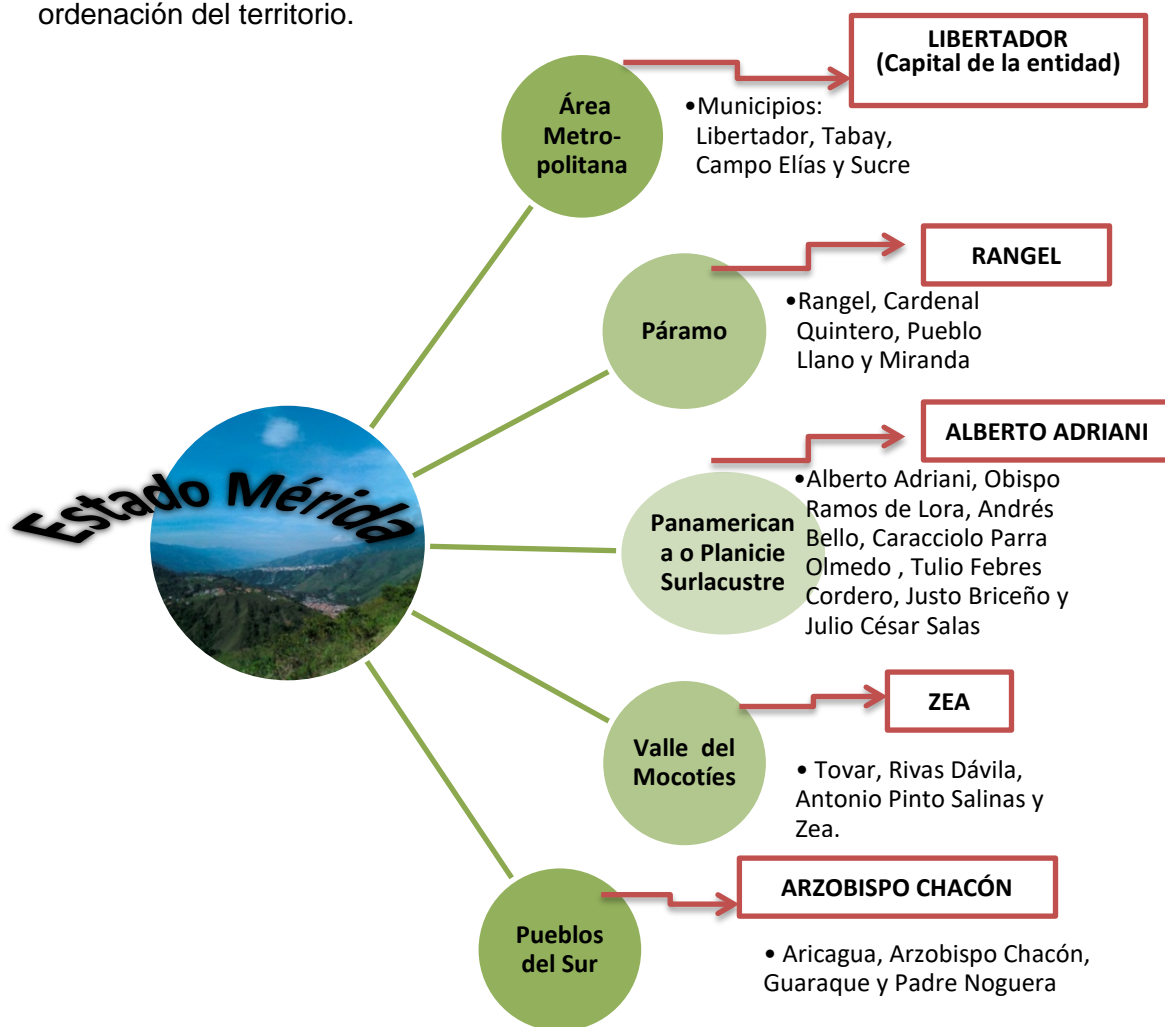 ordenación del territorio.
LIBERTADOR
(Capital de la entidad)
Área
Metro-
politana
•Municipios:
Libertador, Tabay,
Campo Elías y Sucre
RANGEL
Páramo
•Rangel, Cardenal
Quintero, Pueblo
Llano y Miranda
Estado Mérida
ALBERTO ADRIANI
Panamerican
a o Planicie
Surlacustre
•Alberto Adriani, Obispo
Ramos de Lora, Andrés
Bello, Caracciolo Parra
Olmedo , Tulio Febres
Cordero, Justo Briceño y
Julio César Salas
ZEA
Valle del
Mocotíes
• Tovar, Rivas Dávila,
Antonio Pinto Salinas y
Zea.
ARZOBISPO CHACÓN
Pueblos
del Sur
• Aricagua, Arzobispo Chacón,
Guaraque y Padre Noguera